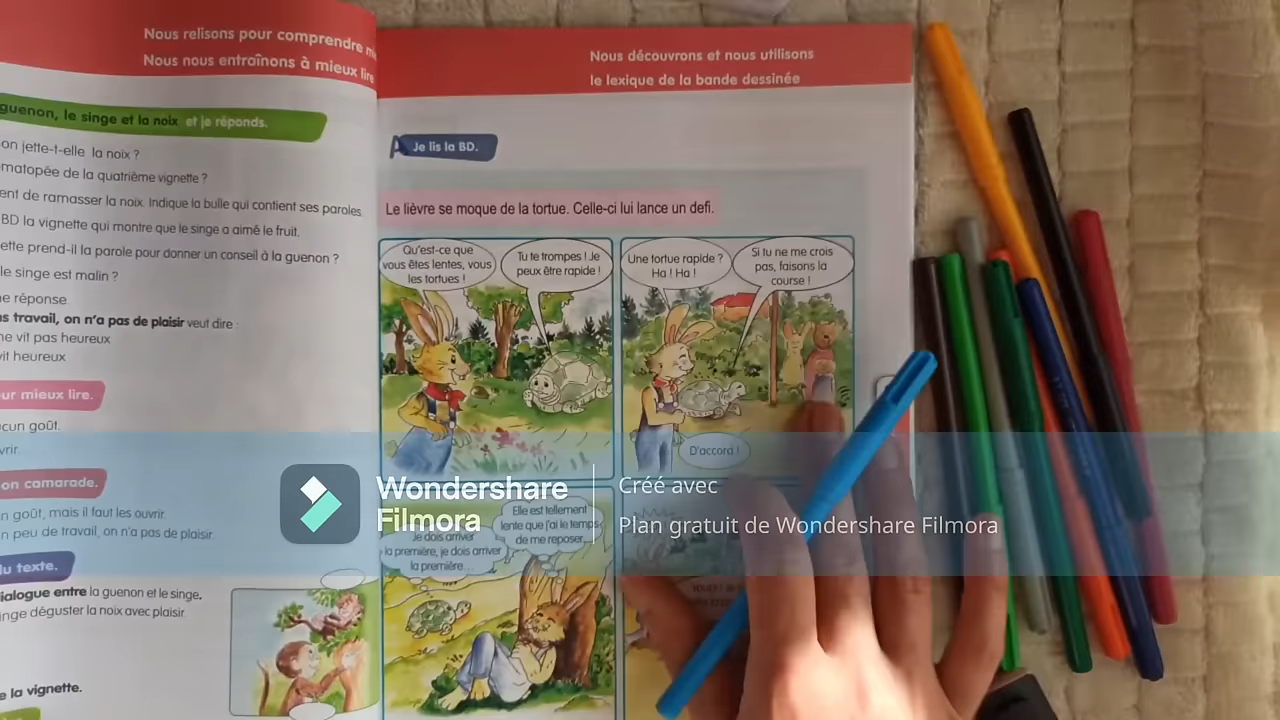 Nous relisons pour comprendre
Nous nous entraînons à mieux lire
guenon, le singe et la noix et je réponds.
on jette-t-elle la noix ?
matopée de la quatrième vignette ?
ent de ramasser la noix. Indique la bulle qui contient ses paroles.
BD la vignette qui montre que le singe a aimé le fruit.
ette prend-il la parole pour donner un conseil à la guenon ?
le singe est malin ?
ne réponse
s travail, on n'a pas de plaisir veut dire :
ne vit pas heureux
vit heureux
ur mieux lire.
cun goût.
vrir.
on camarade.
n goût, mais il faut les ouvrir.
n peu de travail, on n'a pas de plaisir.
du texte.
ialogue entre la guenon et le singe,
inge déguster la noix avec plaisir.
e la vignette.
Nous découvrons et nous utilisons
le lexique de la bande dessinée
Je lis la BD.
Le lièvre se moque de la tortue. Celle-ci lui lance un defi.
Qu'est-ce que
vous êtes lentes, vous
les tortues !
Tu te trompes ! Je
peux être rapide !
Une tortue rapide ?
Ha ! Ha !
Si tu ne me crois
pas, faisons la
course !
D'accord !
Je dois arriver
la première, je dois arriver
la première...
Elle est tellement
lente que j'ai le temps
de me reposer...
Wondershare
Filmora
Créé avec
Plan gratuit de Wondershare Filmora